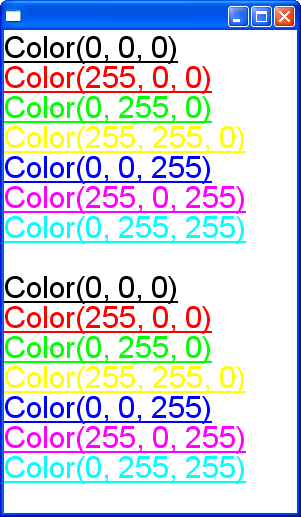 Color(0, 0, 0)
Color(255, 0, 0)
Color(0, 255, 0)
Color(255, 255, 0)
Color(0, 0, 255)
Color(255, 0, 255)
Color(0, 255, 255)
Color(0, 0, 0)
Color(255, 0, 0)
Color(0, 255, 0)
Color(255, 255, 0)
Color(0, 0, 255)
Color(255, 0, 255)
Color(0, 255, 255)